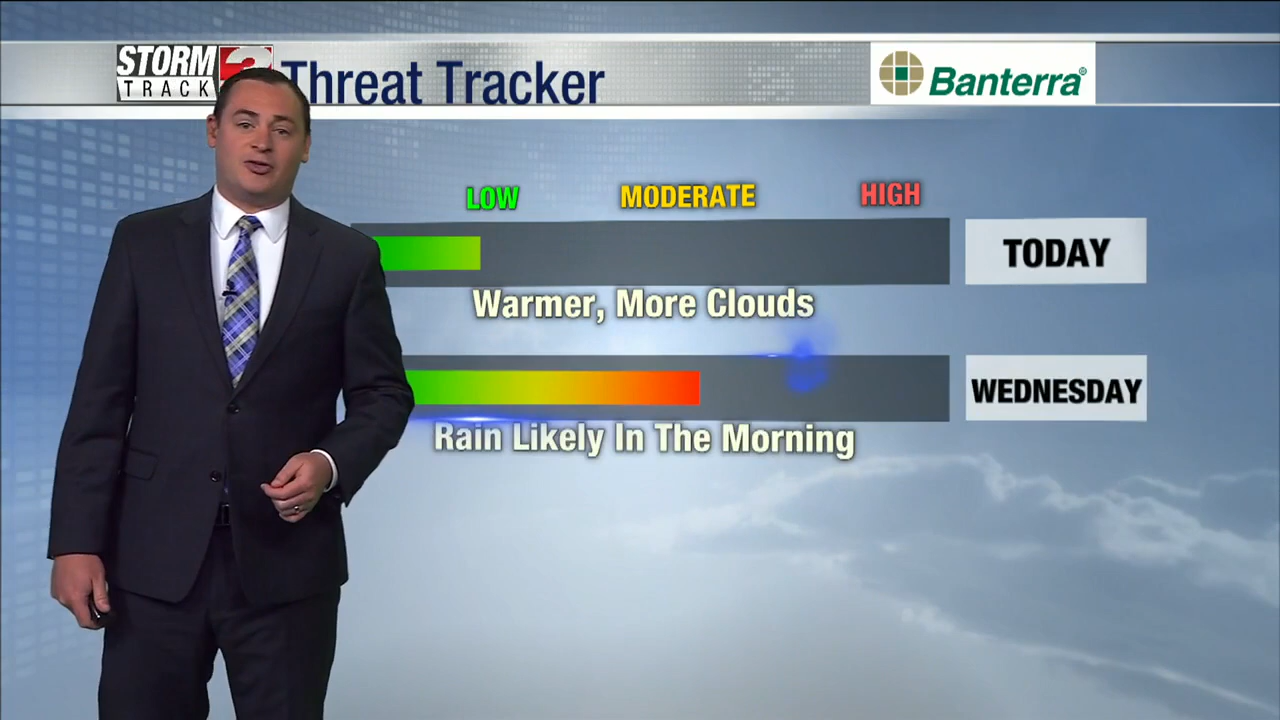 STORM
TRACK 3
Threat Tracker
Banterra®
LOW MODERATE HIGH
TODAY
Warmer, More Clouds
WEDNESDAY
Rain Likely In The Morning